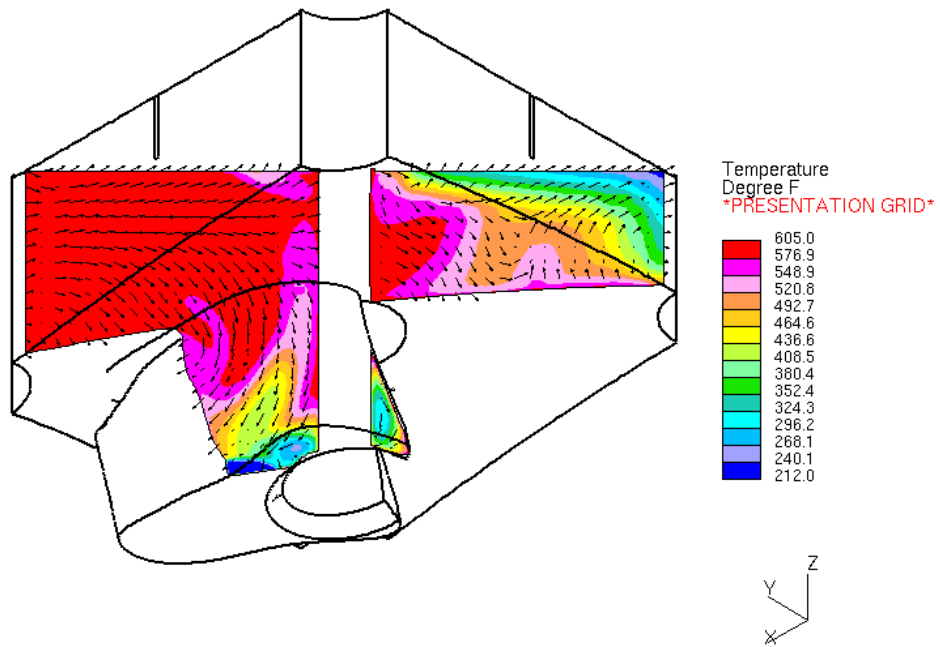 Temperature
Degree F
*PRESENTATION GRID*
605.0
576.9
548.9
520.8
492.7
464.6
436.6
408.5
380.4
352.4
324.3
296.2
268.1
240.1
212.0
Z
Y
X